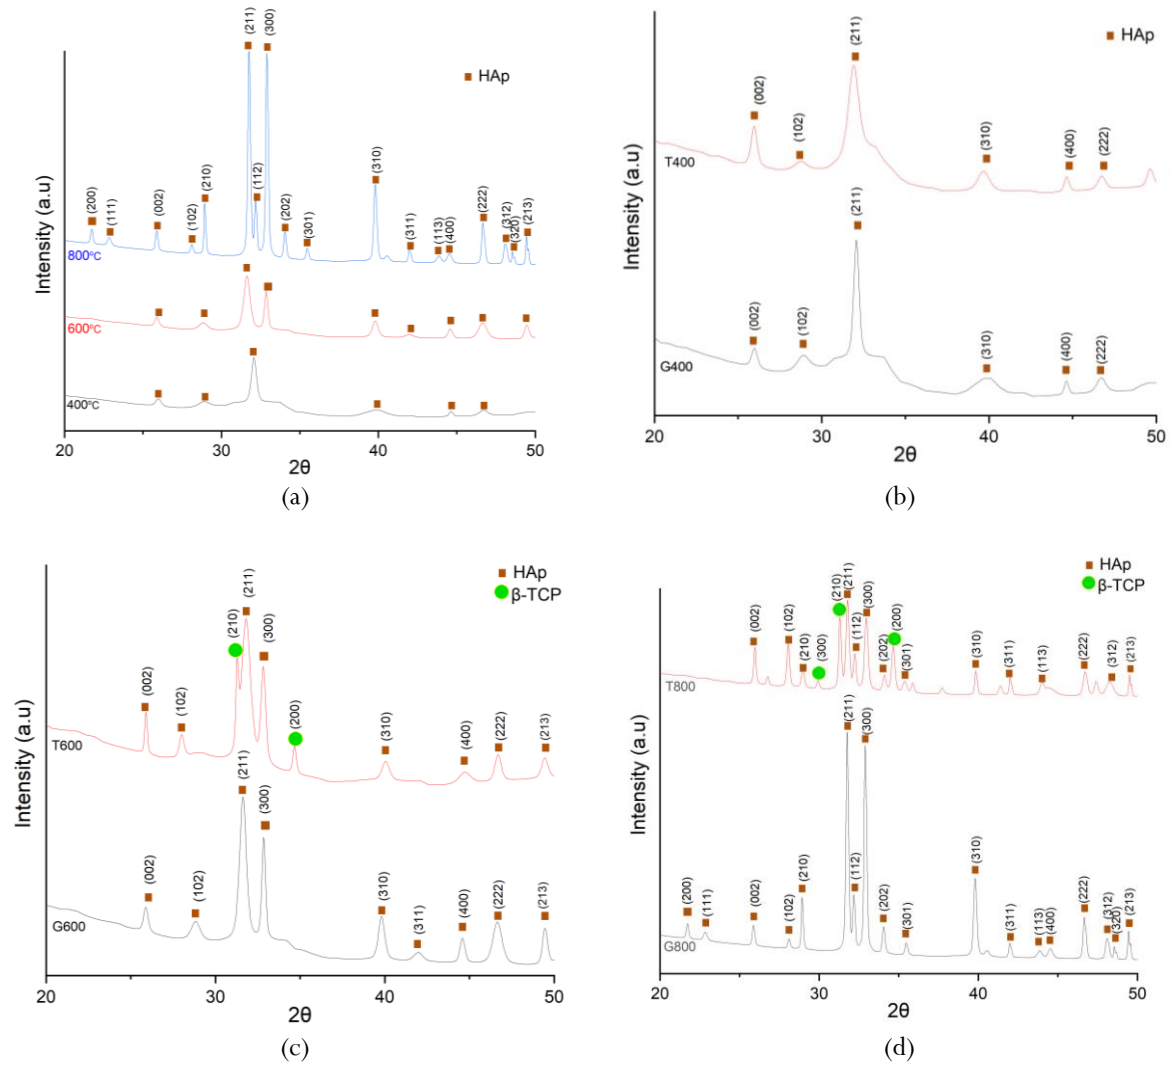 (211)
(300)
HAp
(310)
(200)
(111)
(002)
(102)
(210)
(112)
(202)
(301)
(311)
(113)
(400)
(222)
(312)
(320)
(213)
800°C
600°C
400°C
Intensity (a.u)
20 30 40 50
2θ
(a)
HAp
(211)
(002)
(102)
(310)
(400)
(222)
T400
(211)
(002)
(102)
(310)
(400)
(222)
G400
Intensity (a.u)
20 30 40 50
2θ
(b)
HAp
β-TCP
(002)
(102)
(210)
(211)
(300)
(200)
(310)
(400)
(222)
(213)
T600
(002)
(102)
(211)
(300)
(310)
(311)
(400)
(222)
(213)
G600
Intensity (a.u)
20 30 40 50
2θ
(c)
HAp
β-TCP
(002)
(102)
(210)
(300)
(210)
(211)
(112)
(300)
(202)
(200)
(301)
(310)
(311)
(113)
(222)
(312)
(213)
T800
(200)
(111)
(002)
(102)
(210)
(211)
(112)
(300)
(202)
(301)
(310)
(311)
(113)
(400)
(222)
(312)
(320)
(213)
G800
Intensity (a.u)
20 30 40 50
2θ
(d)